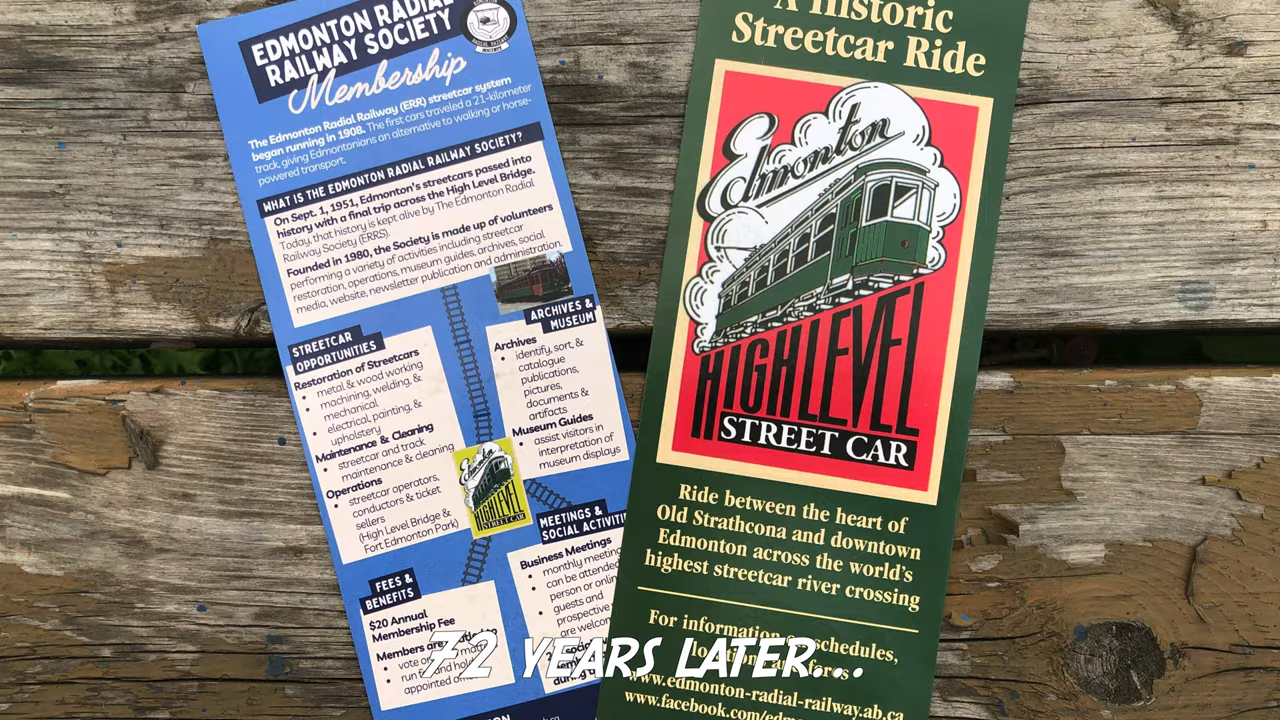 EDMONTON RADIAL
RAILWAY SOCIETY
Membership
The Edmonton Radial Railway (ERR) streetcar system
began running in 1908. The first cars traveled a 21-kilometer
track, giving Edmontonians an alternative to walking or horse-
powered transport.
WHAT IS THE EDMONTON RADIAL RAILWAY SOCIETY?
On Sept. 1, 1951, Edmonton's streetcars passed into
history with a final trip across the High Level Bridge.
Today, that history is kept alive by The Edmonton Radial
Railway Society (ERRS).
Founded in 1980, the Society is made up of volunteers
performing a variety of activities including streetcar
restoration, operations, museum guides, archives, social
media, website, newsletter publication and administration.
STREETCAR
OPPORTUNITIES
Restoration of Streetcars
• metal & wood working
• machining, welding, &
mechanical
• electrical, painting, &
upholstery
Maintenance & Cleaning
• streetcar and track
maintenance & cleaning
Operations
• streetcar operators,
conductors & ticket
sellers
(High Level Bridge &
Fort Edmonton Park)
ARCHIVES &
MUSEUM
Archives
• identify, sort, &
catalogue
publications,
pictures,
documents &
artifacts
Museum Guides
• assist visitors in
interpretation of
museum displays
Edmonton
HIGH LEVEL
STREET CAR
FEES &
BENEFITS
$20 Annual
Membership Fee
Members are
• vote on
• run for and hold
appointed
MEETINGS &
SOCIAL
Business Meetings
• monthly
can be
person or
• guests and
prospective
are
A Historic
Streetcar Ride
Edmonton
HIGH LEVEL
STREET CAR
Ride between the heart of
Old Strathcona and downtown
Edmonton across the world's
highest streetcar river crossing
For information schedules,
www.edmonton-radial-railway.ab.ca
72 YEARS LATER...